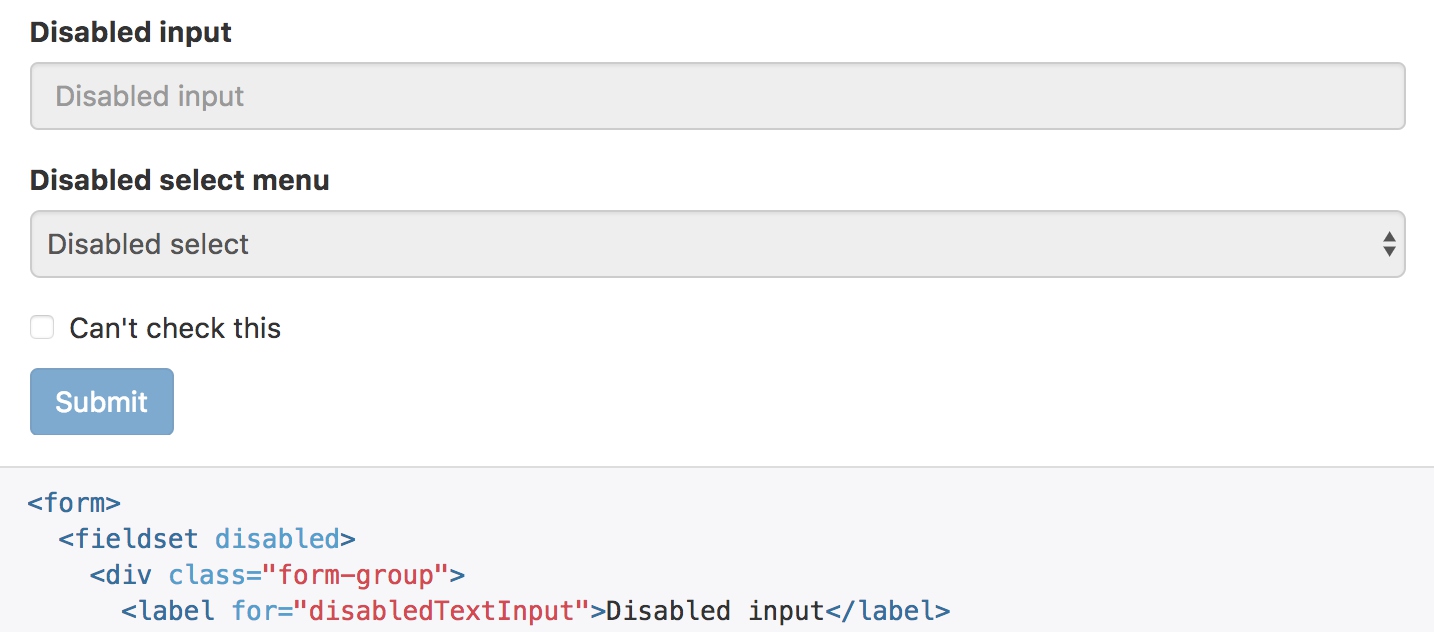 Disabled input
Disabled input
Disabled select menu
Disabled select
Can't check this
Submit
<form>
  <fieldset disabled>
    <div class="form-group">
      <label for="disabledTextInput">Disabled input</label>